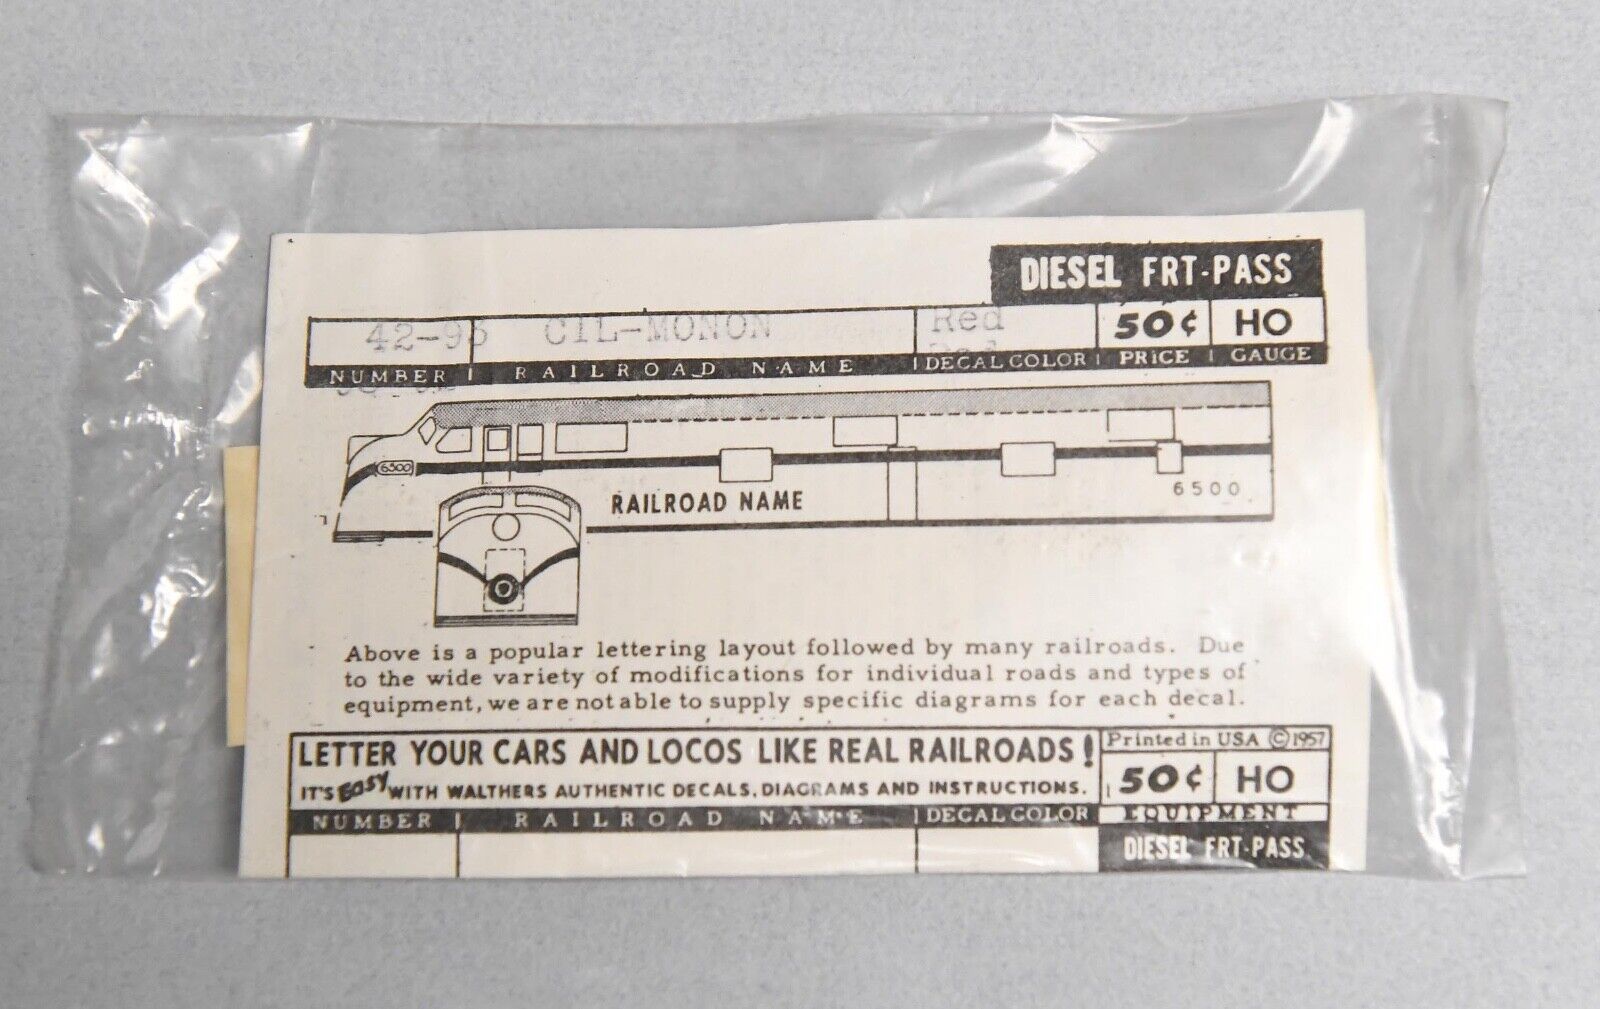 DIESEL FRT-PASS
42-95 CIL-MONON Red 50¢ HO
NUMBER RAILROAD NAME DECAL COLOR PRICE GAUGE
6500
RAILROAD NAME
6500
Above is a popular lettering layout followed by many railroads. Due
to the wide variety of modifications for individual roads and types of
equipment, we are not able to supply specific diagrams for each decal.
LETTER YOUR CARS AND LOCOS LIKE REAL RAILROADS!
IT'S EASY WITH WALTHERS AUTHENTIC DECALS, DIAGRAMS AND INSTRUCTIONS.
Printed in USA © 1957
50¢ HO
NUMBER RAILROAD NAME DECAL COLOR EQUIPMENT
DIESEL FRT-PASS